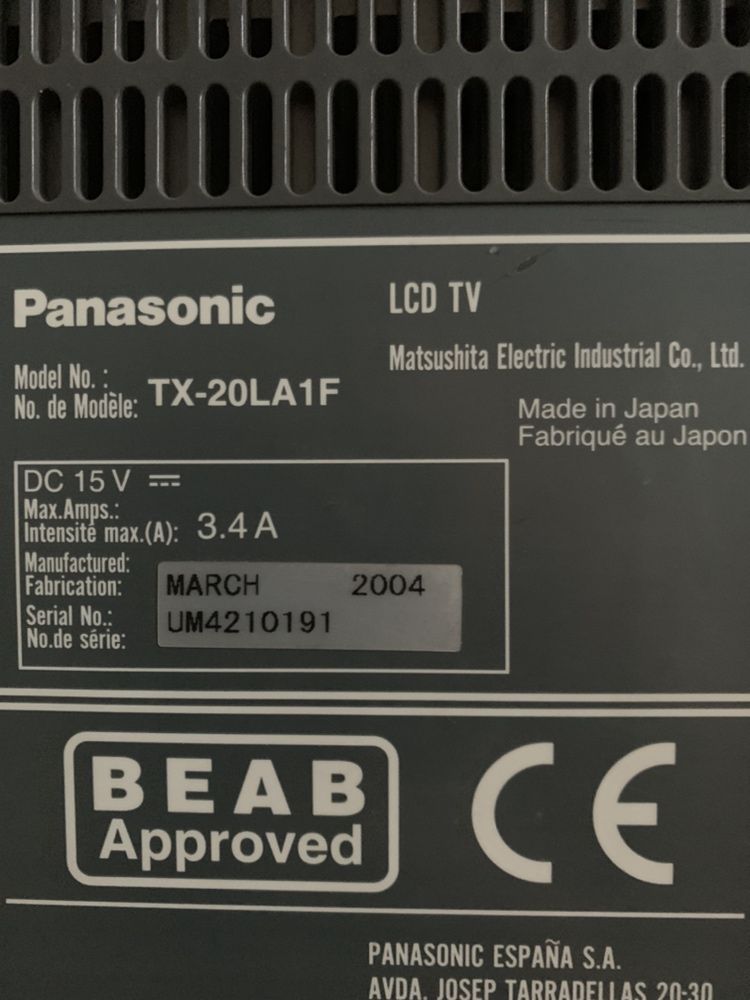 Panasonic
LCD TV
Matsushita Electric Industrial Co., Ltd.
Model No. :
No. de Modèle: TX-20LA1F
Made in Japan
Fabriqué au Japon
DC 15 V
Max.Amps.:
Intensité max.(A): 3.4 A
Manufactured:
Fabrication: MARCH 2004
Serial No.: UM4210191
No.de série:
BEAB
Approved
CE
PANASONIC ESPAÑA S.A.
AVDA. JOSEP TARRADELLAS 20-30